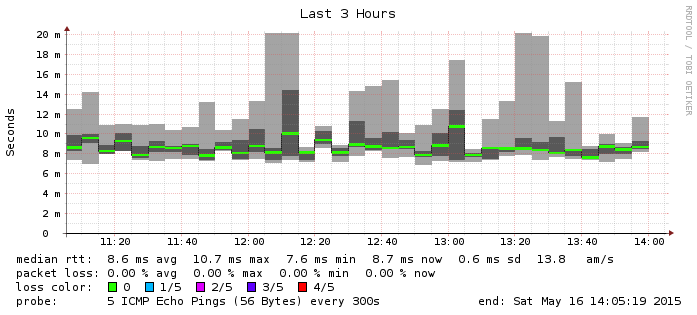 Last 3 Hours
RRDTOOL / TOBI OETIKER
Seconds
20 m
18 m
16 m
14 m
12 m
10 m
8 m
6 m
4 m
2 m
0
11:20 11:40 12:00 12:20 12:40 13:00 13:20 13:40 14:00
median rtt: 8.6 ms avg 10.7 ms max 7.6 ms min 8.7 ms now 0.6 ms sd 13.8 am/s
packet loss: 0.00 % avg 0.00 % max 0.00 % min 0.00 % now
loss color: 0 1/5 2/5 3/5 4/5
probe: 5 ICMP Echo Pings (56 Bytes) every 300s end: Sat May 16 14:05:19 2015